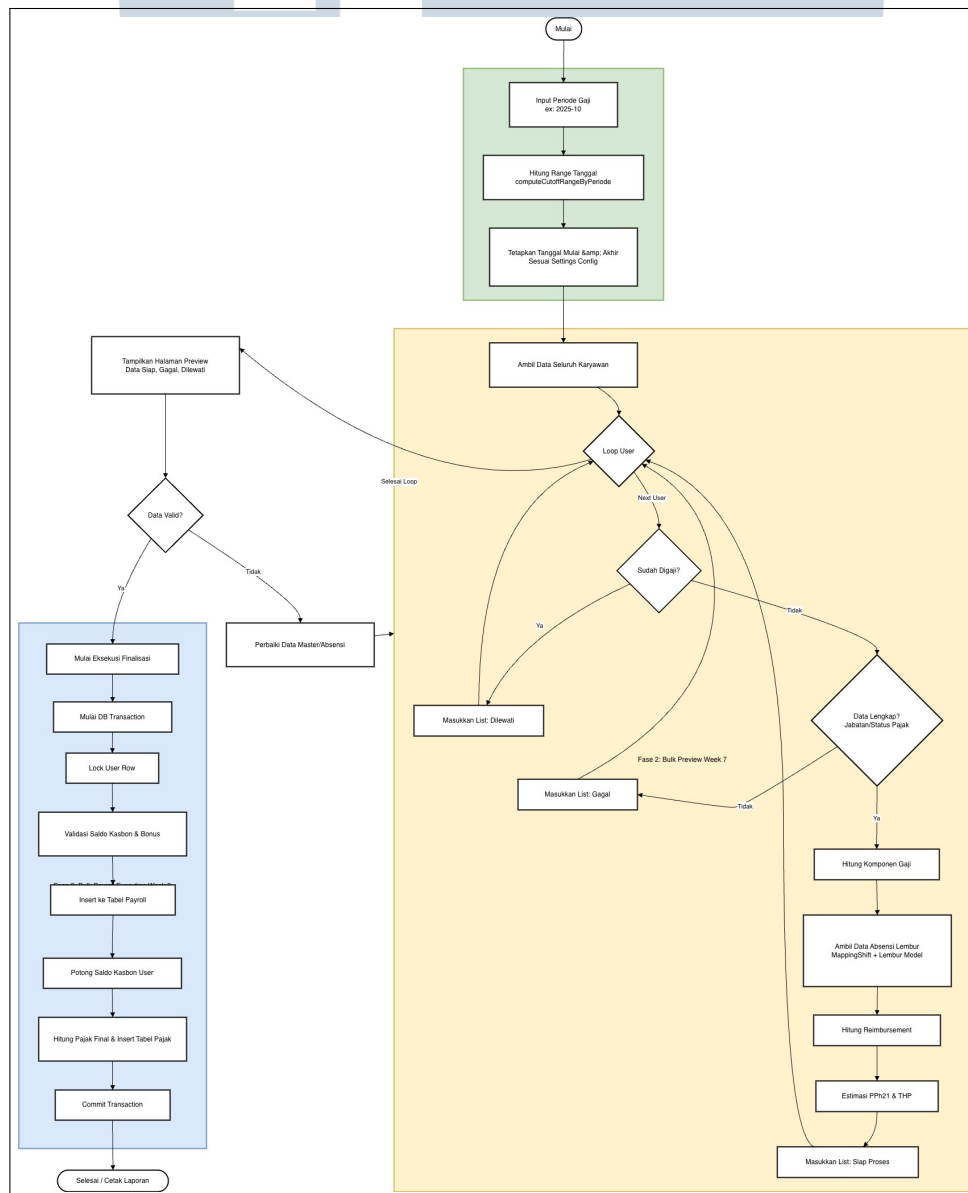 Mulai
Input Periode Gaji
ex: 2025-10
Hitung Range Tanggal
computeCutoffRangeByPeriode
Tetapkan Tanggal Mulai &amp; Akhir
Sesuai Settings Config
Ambil Data Seluruh Karyawan
Loop User
Selesai Loop
Next User
Sudah Digaji?
Ya
Tidak
Masukkan List: Dilewati
Data Lengkap?
Jabatan/Status Pajak
Fase 2: Bulk Preview Week 7
Tidak
Masukkan List: Gagal
Ya
Hitung Komponen Gaji
Ambil Data Absensi Lembur
MappingShift + Lembur Model
Hitung Reimbursement
Estimasi PPh21 & THP
Masukkan List: Siap Proses
Tampilkan Halaman Preview
Data Siap, Gagal, Dilewati
Data Valid?
Tidak
Ya
Perbaiki Data Master/Absensi
Mulai Eksekusi Finalisasi
Mulai DB Transaction
Lock User Row
Validasi Saldo Kasbon & Bonus
Insert ke Tabel Payroll
Potong Saldo Kasbon User
Hitung Pajak Final & Insert Tabel Pajak
Commit Transaction
Selesai / Cetak Laporan